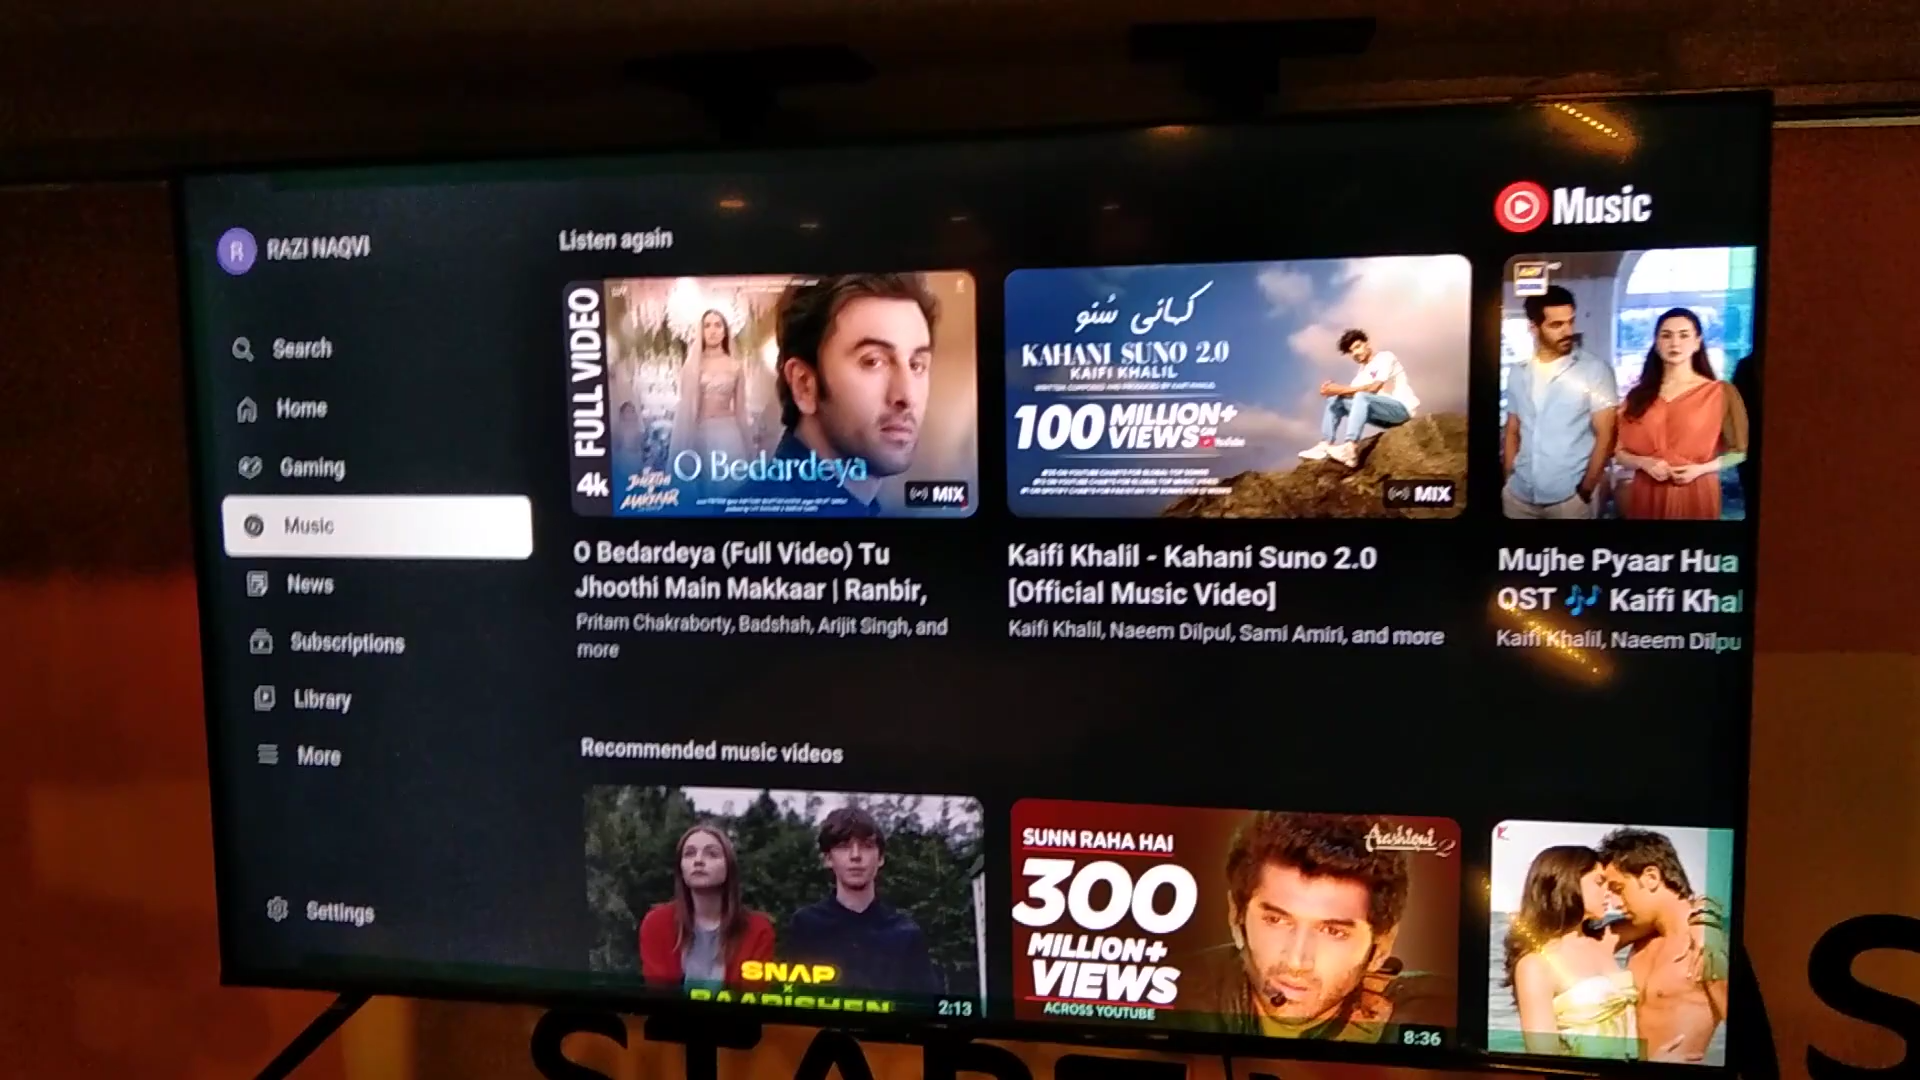 Music
R RAZI NAQVI
Search
Home
Gaming
Music
News
Subscriptions
Library
More
Settings
Listen again
FULL VIDEO
4k
O Bedardeya
MIX
O Bedardeya (Full Video) Tu
Jhoothi Main Makkaar | Ranbir,
Pritam Chakraborty, Badshah, Arijit Singh, and
more
کہانی سُنو
KAHANI SUNO 2.0
KAIFI KHALIL
100 MILLION+
VIEWS ON YouTube
MIX
Kaifi Khalil - Kahani Suno 2.0
[Official Music Video]
Kaifi Khalil, Naeem Dilpul, Sami Amiri, and more
Mujhe Pyaar Hua
OST 🎶 Kaifi Kha
Kaifi Khalil, Naeem Dilpu
Recommended music videos
SNAP
x
BAARISHEN
2:13
SUNN RAHA HAI
Aashiqui 2
300
MILLION+
VIEWS
ACROSS YOUTUBE
8:36